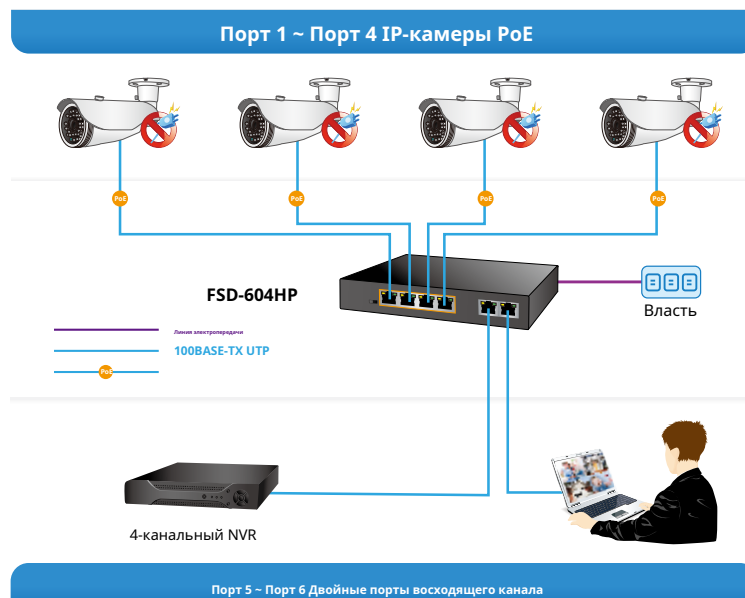 Порт 1 ~ Порт 4 IP-камеры PoE
PoE
PoE
PoE
PoE
FSD-604HP
Власть
Линия электропередачи
100BASE-TX UTP
PoE
4-канальный NVR
Порт 5 ~ Порт 6 Двойные порты восходящего канала